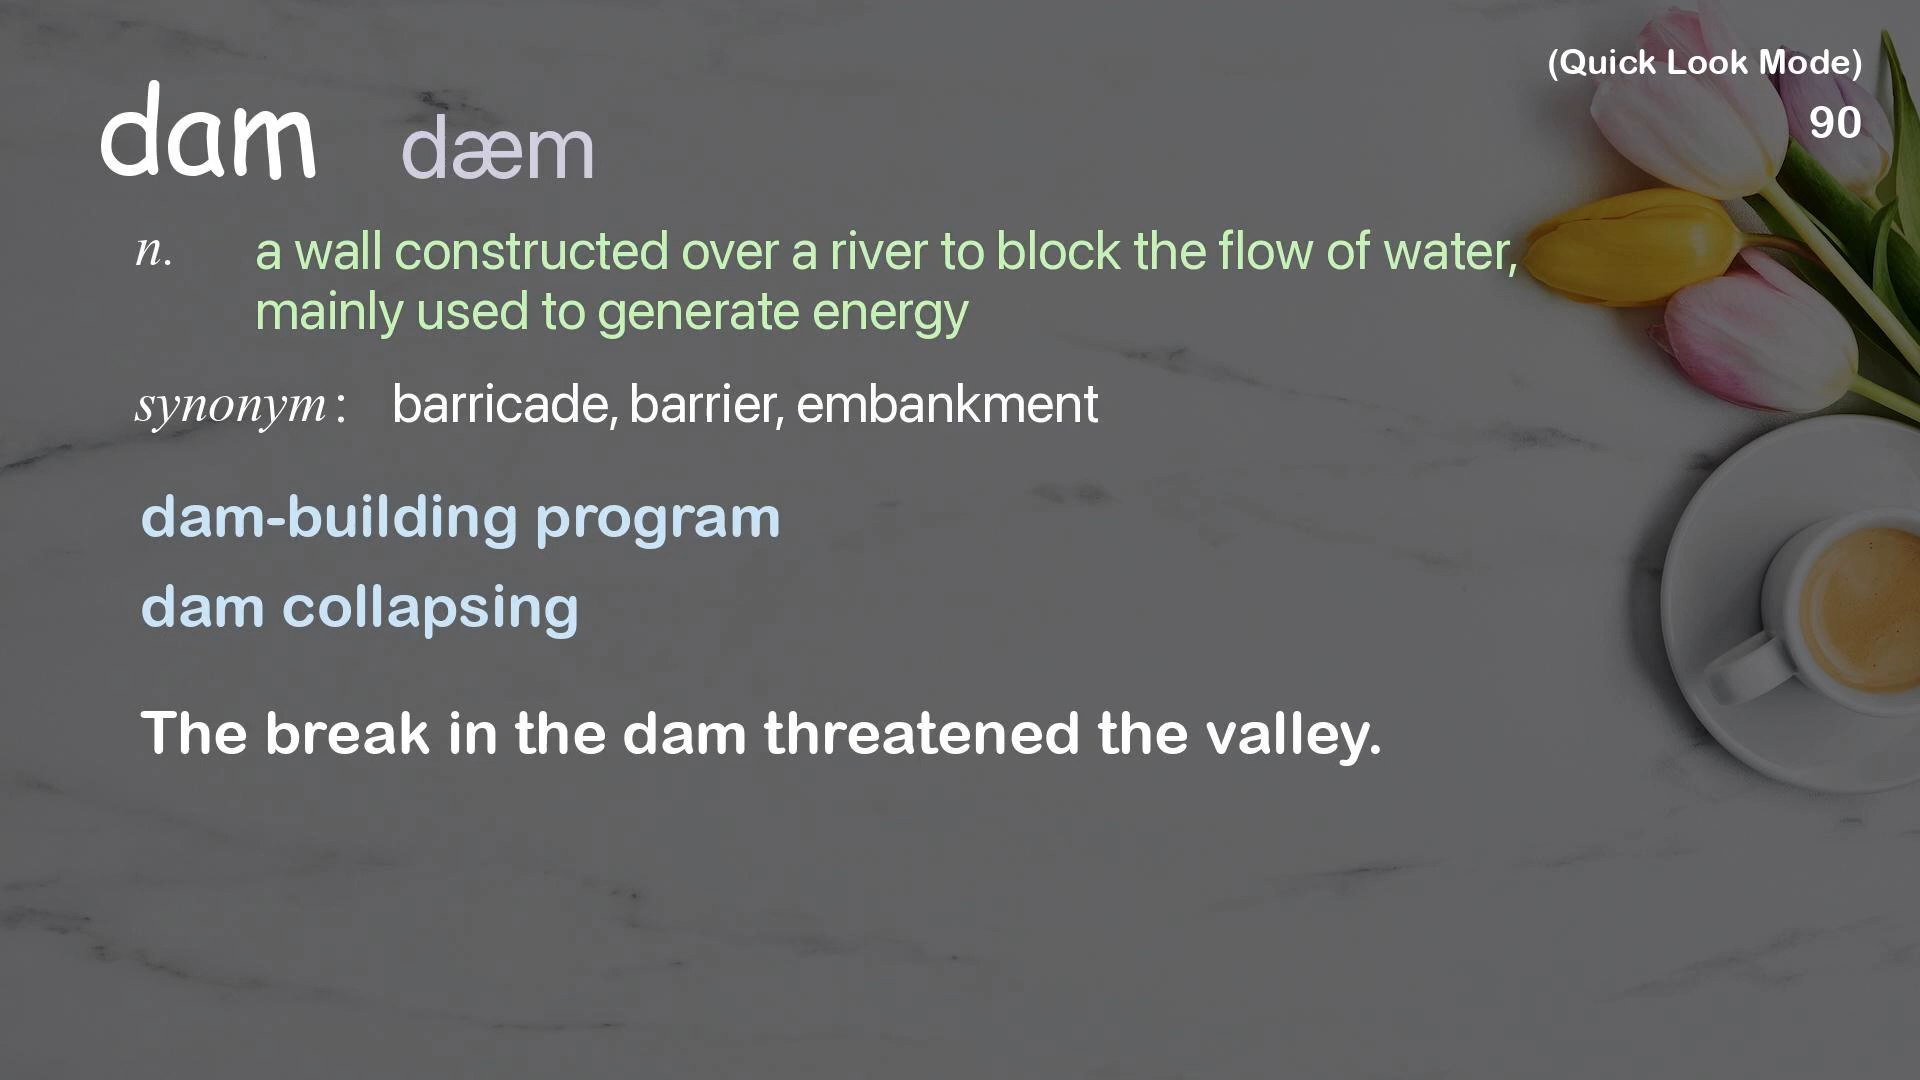 (Quick Look Mode)
90
dam dæm
n. a wall constructed over a river to block the flow of water,
mainly used to generate energy
synonym: barricade, barrier, embankment
dam-building program
dam collapsing
The break in the dam threatened the valley.